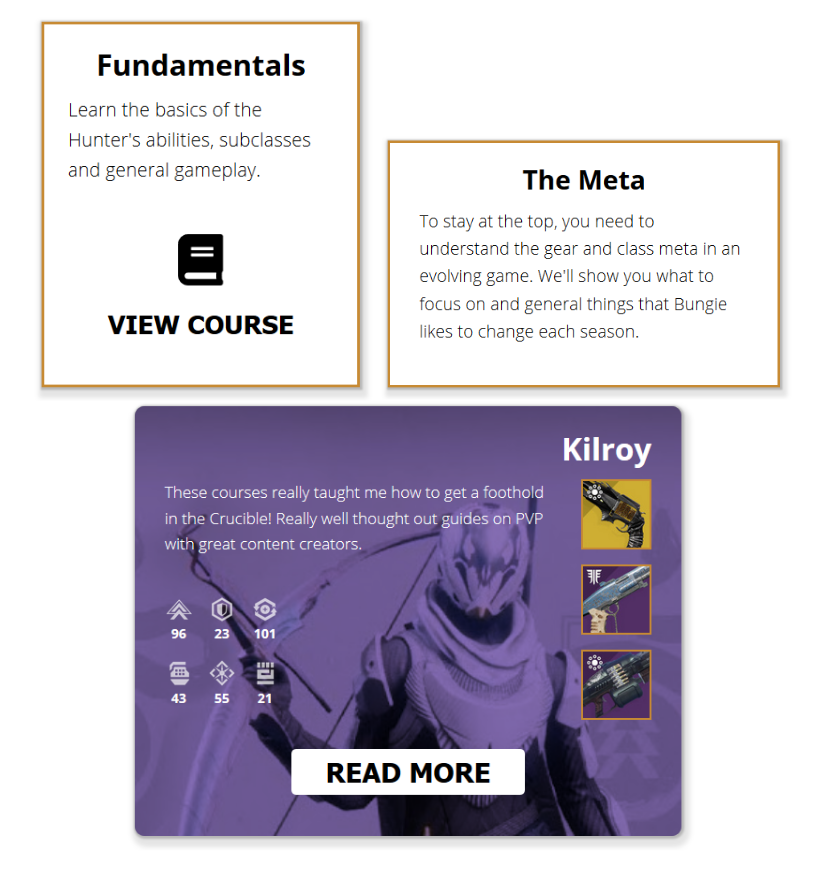 Fundamentals
Learn the basics of the
Hunter's abilities, subclasses
and general gameplay.
VIEW COURSE
The Meta
To stay at the top, you need to
understand the gear and class meta in an
evolving game. We'll show you what to
focus on and general things that Bungie
likes to change each season.
Kilroy
These courses really taught me how to get a foothold
in the Crucible! Really well thought out guides on PVP
with great content creators.
96 23 101
43 55 21
READ MORE